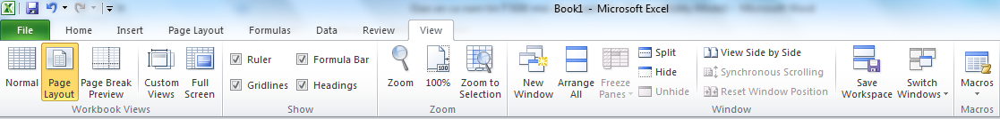 Book1 - Microsoft Excel
File Home Insert Page Layout Formulas Data Review View
Normal
Page Layout
Page Break Preview
Custom Views
Full Screen
Workbook Views
Ruler
Formula Bar
Gridlines
Headings
Show
Zoom
100
100%
Zoom to Selection
Zoom
New Window
Arrange All
Freeze Panes
Split
Hide
Unhide
View Side by Side
Synchronous Scrolling
Reset Window Position
Save Workspace
Switch Windows
Window
Macros
Macros